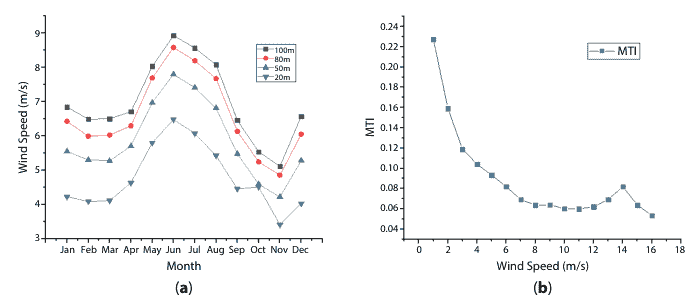 9
8
7
6
5
4
3
Wind Speed (m/s)
100m
80m
50m
20m
Jan Feb Mar Apr May Jun Jul Aug Sep Oct Nov Dec
Month
(a)
0.24
0.22
0.20
0.18
0.16
0.14
0.12
0.10
0.08
0.06
0.04
MTI
MTI
0 2 4 6 8 10 12 14 16 18
Wind Speed (m/s)
(b)